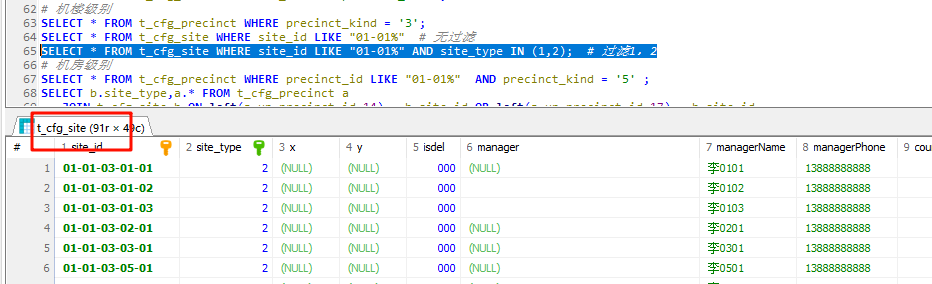 62 # 机楼级别
63 SELECT * FROM t_cfg_precinct WHERE precinct_kind = '3';
64 SELECT * FROM t_cfg_site WHERE site_id LIKE "01-01%" # 无过滤
65 SELECT * FROM t_cfg_site WHERE site_id LIKE "01-01%" AND site_type IN (1,2); # 过滤1，2
66 # 机房级别
67 SELECT * FROM t_cfg_precinct WHERE precinct_id LIKE "01-01%" AND precinct_kind = '5' ;
68 SELECT b.site_type,a.* FROM t_cfg_precinct a
t_cfg_site (91r × 49c)
# 1 site_id 2 site_type 3 x 4 y 5 isdel 6 manager 7 managerName 8 managerPhone 9 cou
1 01-01-03-01-01 2 (NULL) (NULL) 000 (NULL) 李0101 13888888888
2 01-01-03-01-02 2 (NULL) (NULL) 000 李0102 13888888888
3 01-01-03-01-03 2 (NULL) (NULL) 000 李0103 13888888888
4 01-01-03-02-01 2 (NULL) (NULL) 000 (NULL) 李0201 13888888888
5 01-01-03-03-01 2 (NULL) (NULL) 000 (NULL) 李0301 13888888888
6 01-01-03-05-01 2 (NULL) (NULL) 000 (NULL) 李0501 13888888888